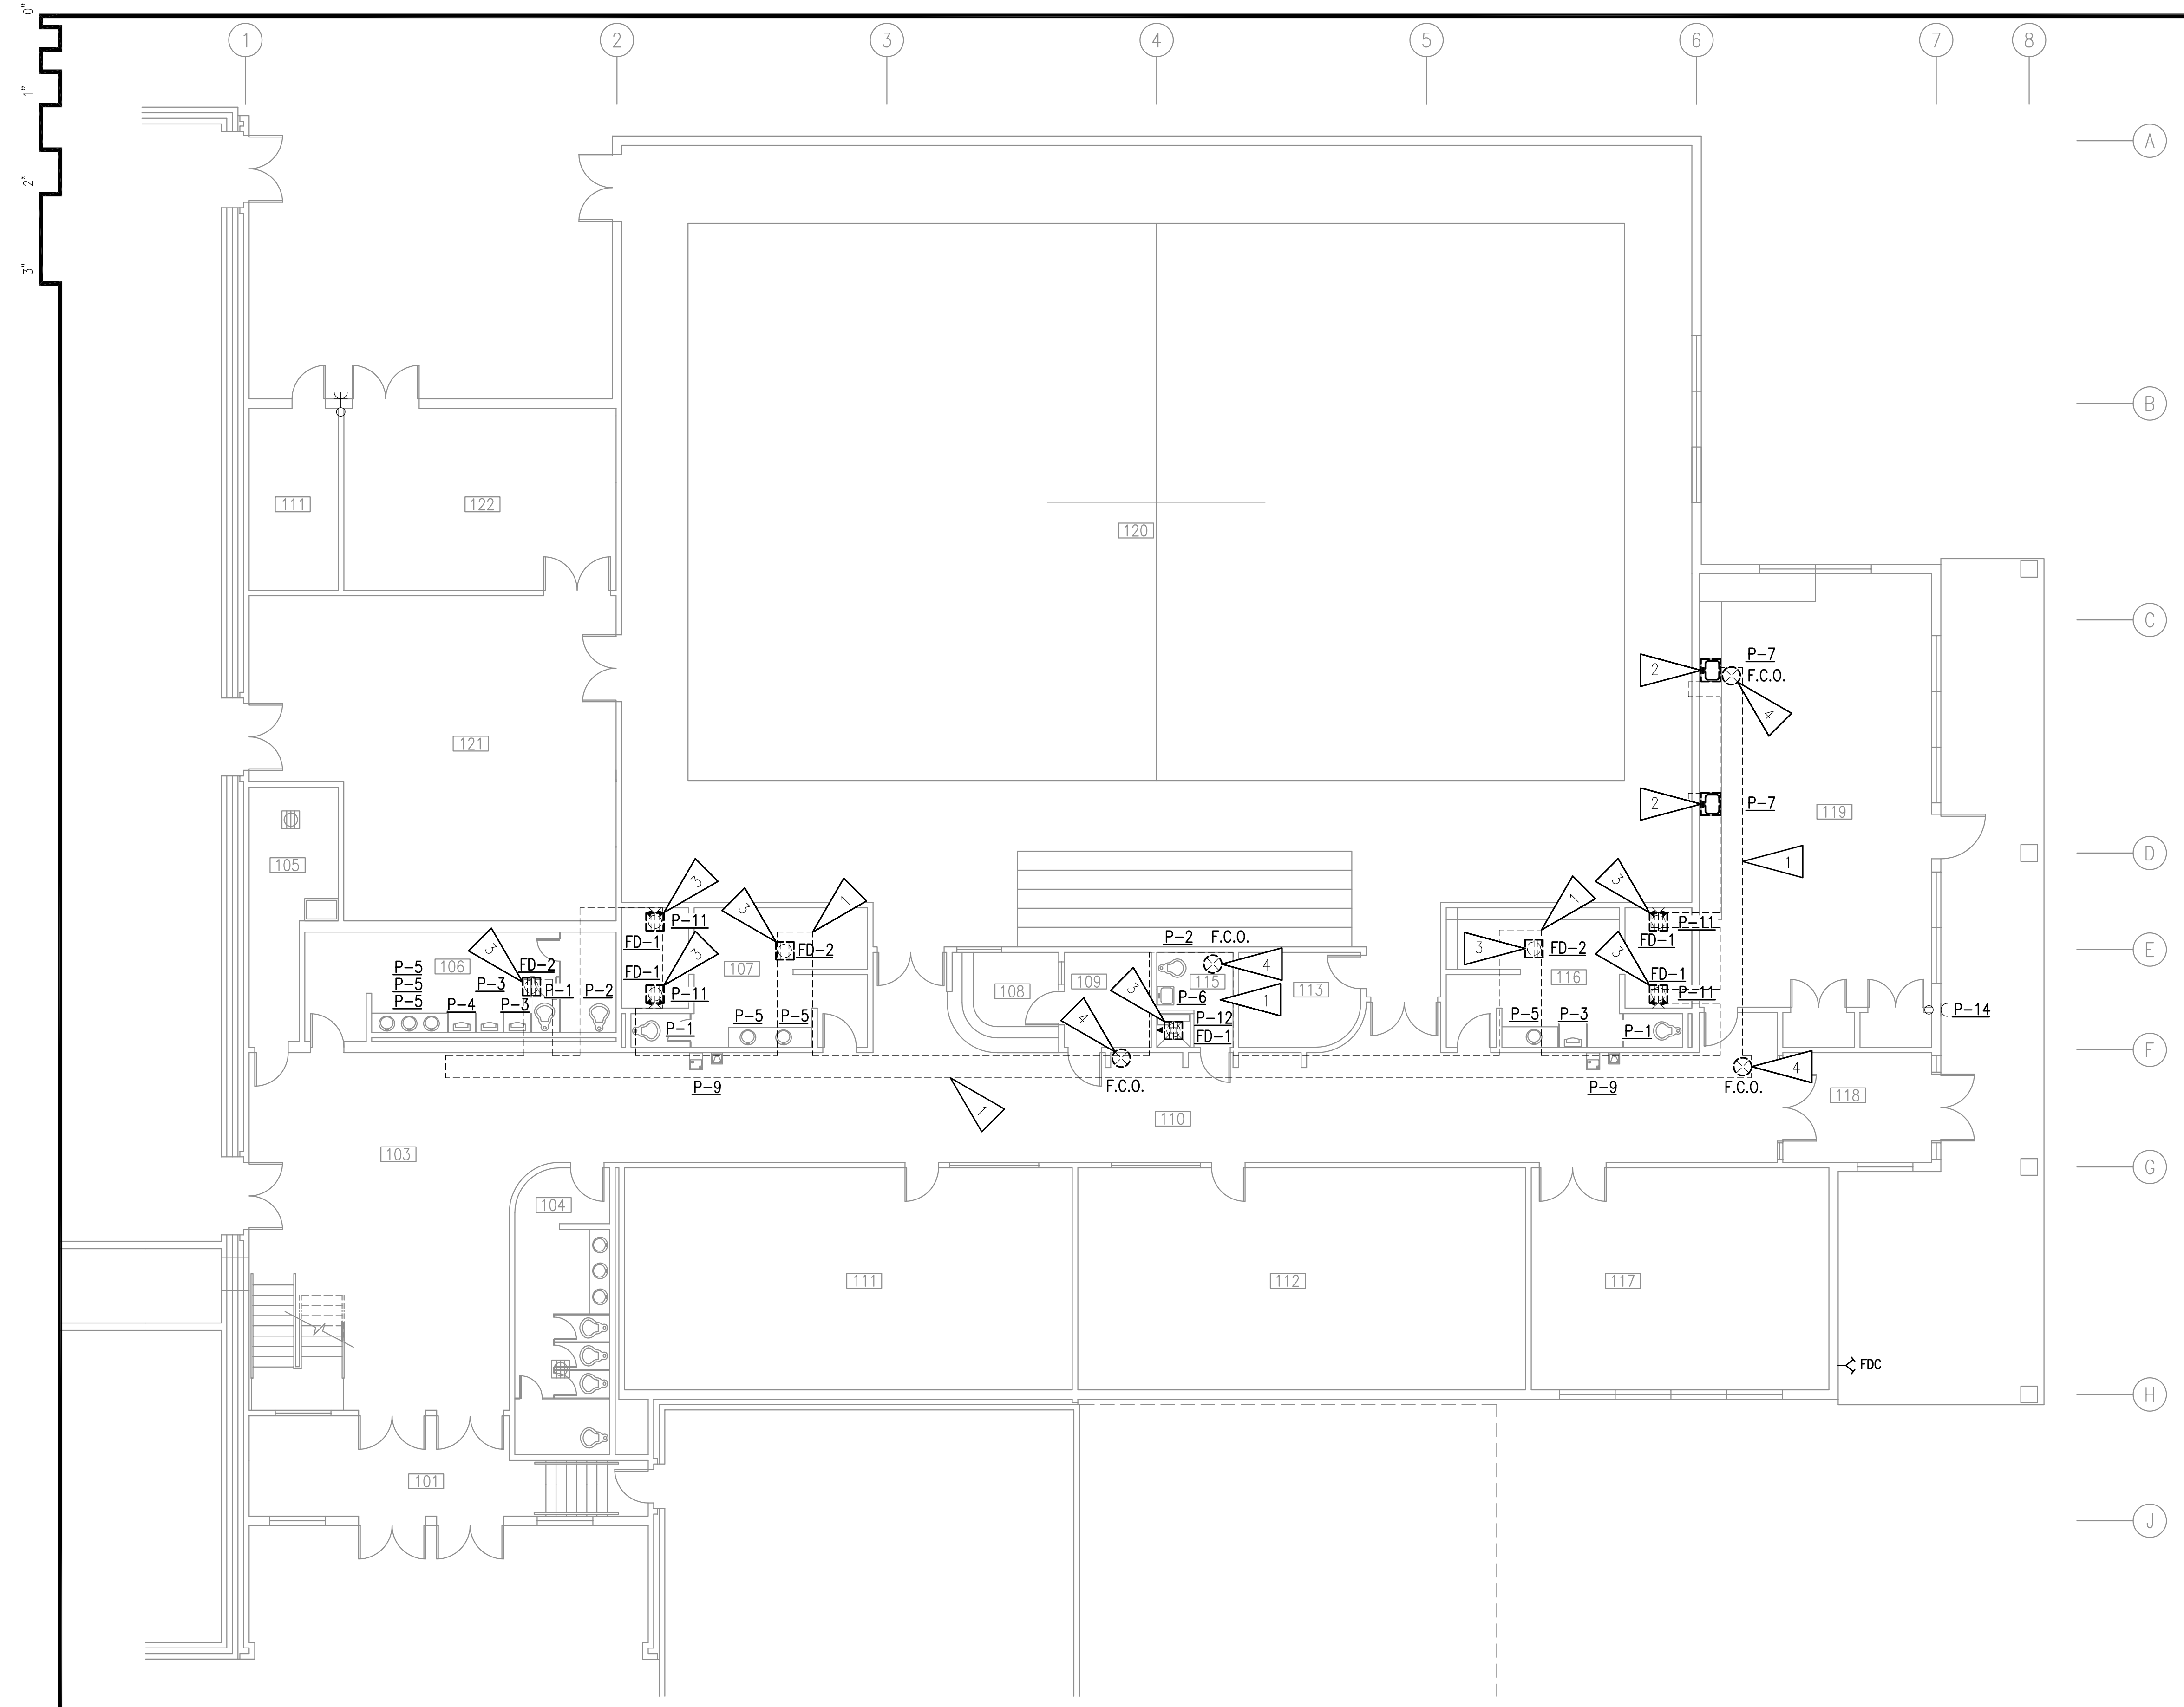 0"
1 2 3 4 5 6 7 8
1"
A
2"
3"
B
111 122
120
C
P-7
2
F.C.O.
4
121
2 P-7
119
105
D
1
3 3 1 1 3
P-11 P-11
FD-1 FD-2 3 FD-2 FD-1
P-2 F.C.O.
E
3 106 FD-2
3
107
4
3
P-5
P-5
P-5
P-3 P-1 P-2
FD-1
P-11
108 109 3 115 113
116
FD-1
P-11
P-4 P-3
P-6 1
P-14
P-1 P-5 P-5
4
P-12
FD-1
P-5 P-3 P-1
F
P-9
F.C.O.
P-9
F.C.O.
4
1
110
118
103
G
104
111 112 117
FDC
H
101
J